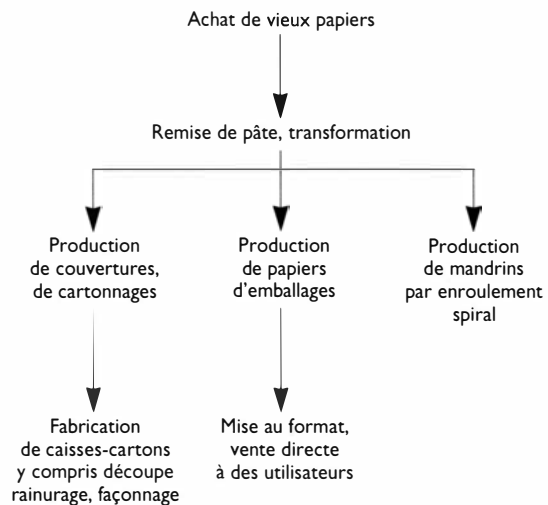 Achat de vieux papiers
Remise de pâte, transformation
Production
de couvertures,
de cartonnages
Production
de papiers
d'emballages
Production
de mandrins
par enroulement
spiral
Fabrication
de caisses-cartons
y compris découpe
rainurage, façonnage
Mise au format,
vente directe
à des utilisateurs